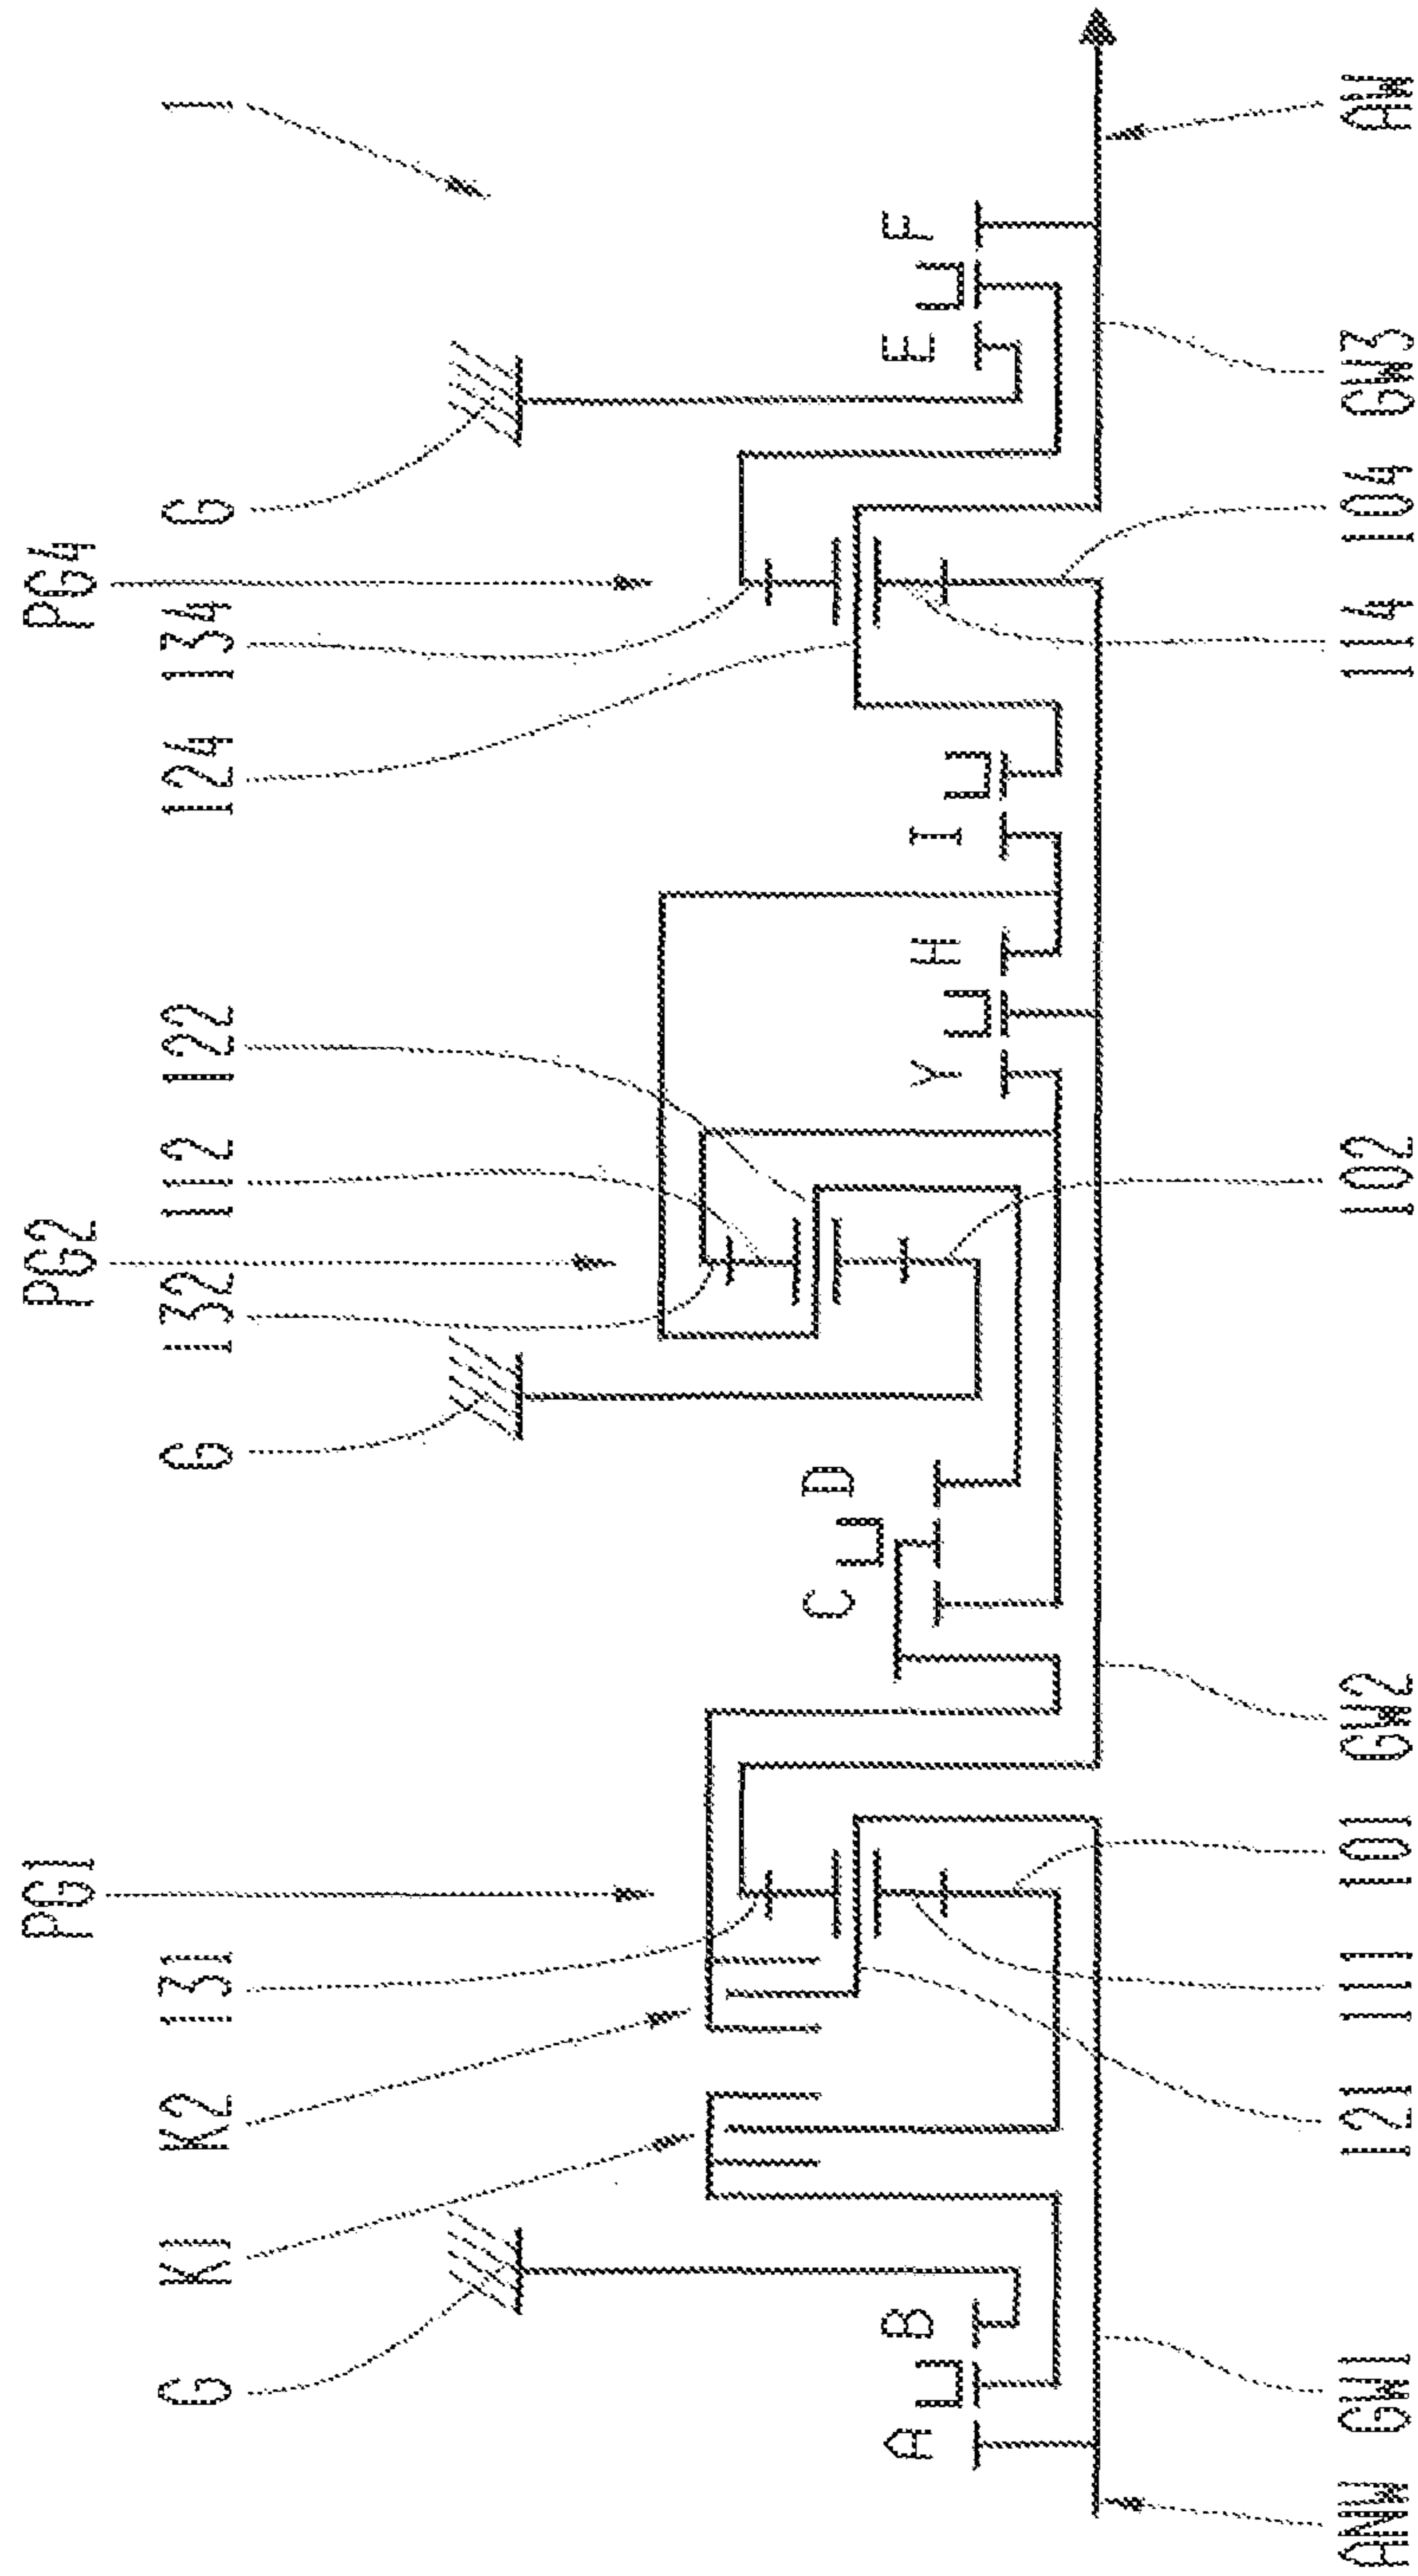 PG1 PG2 PG4
G K1 K2 131 G 132 112 122 124 134 G 1
A B C D Y H I E F
ANW GW1 121 111 101 GW2 102 114 104 GW3 AW